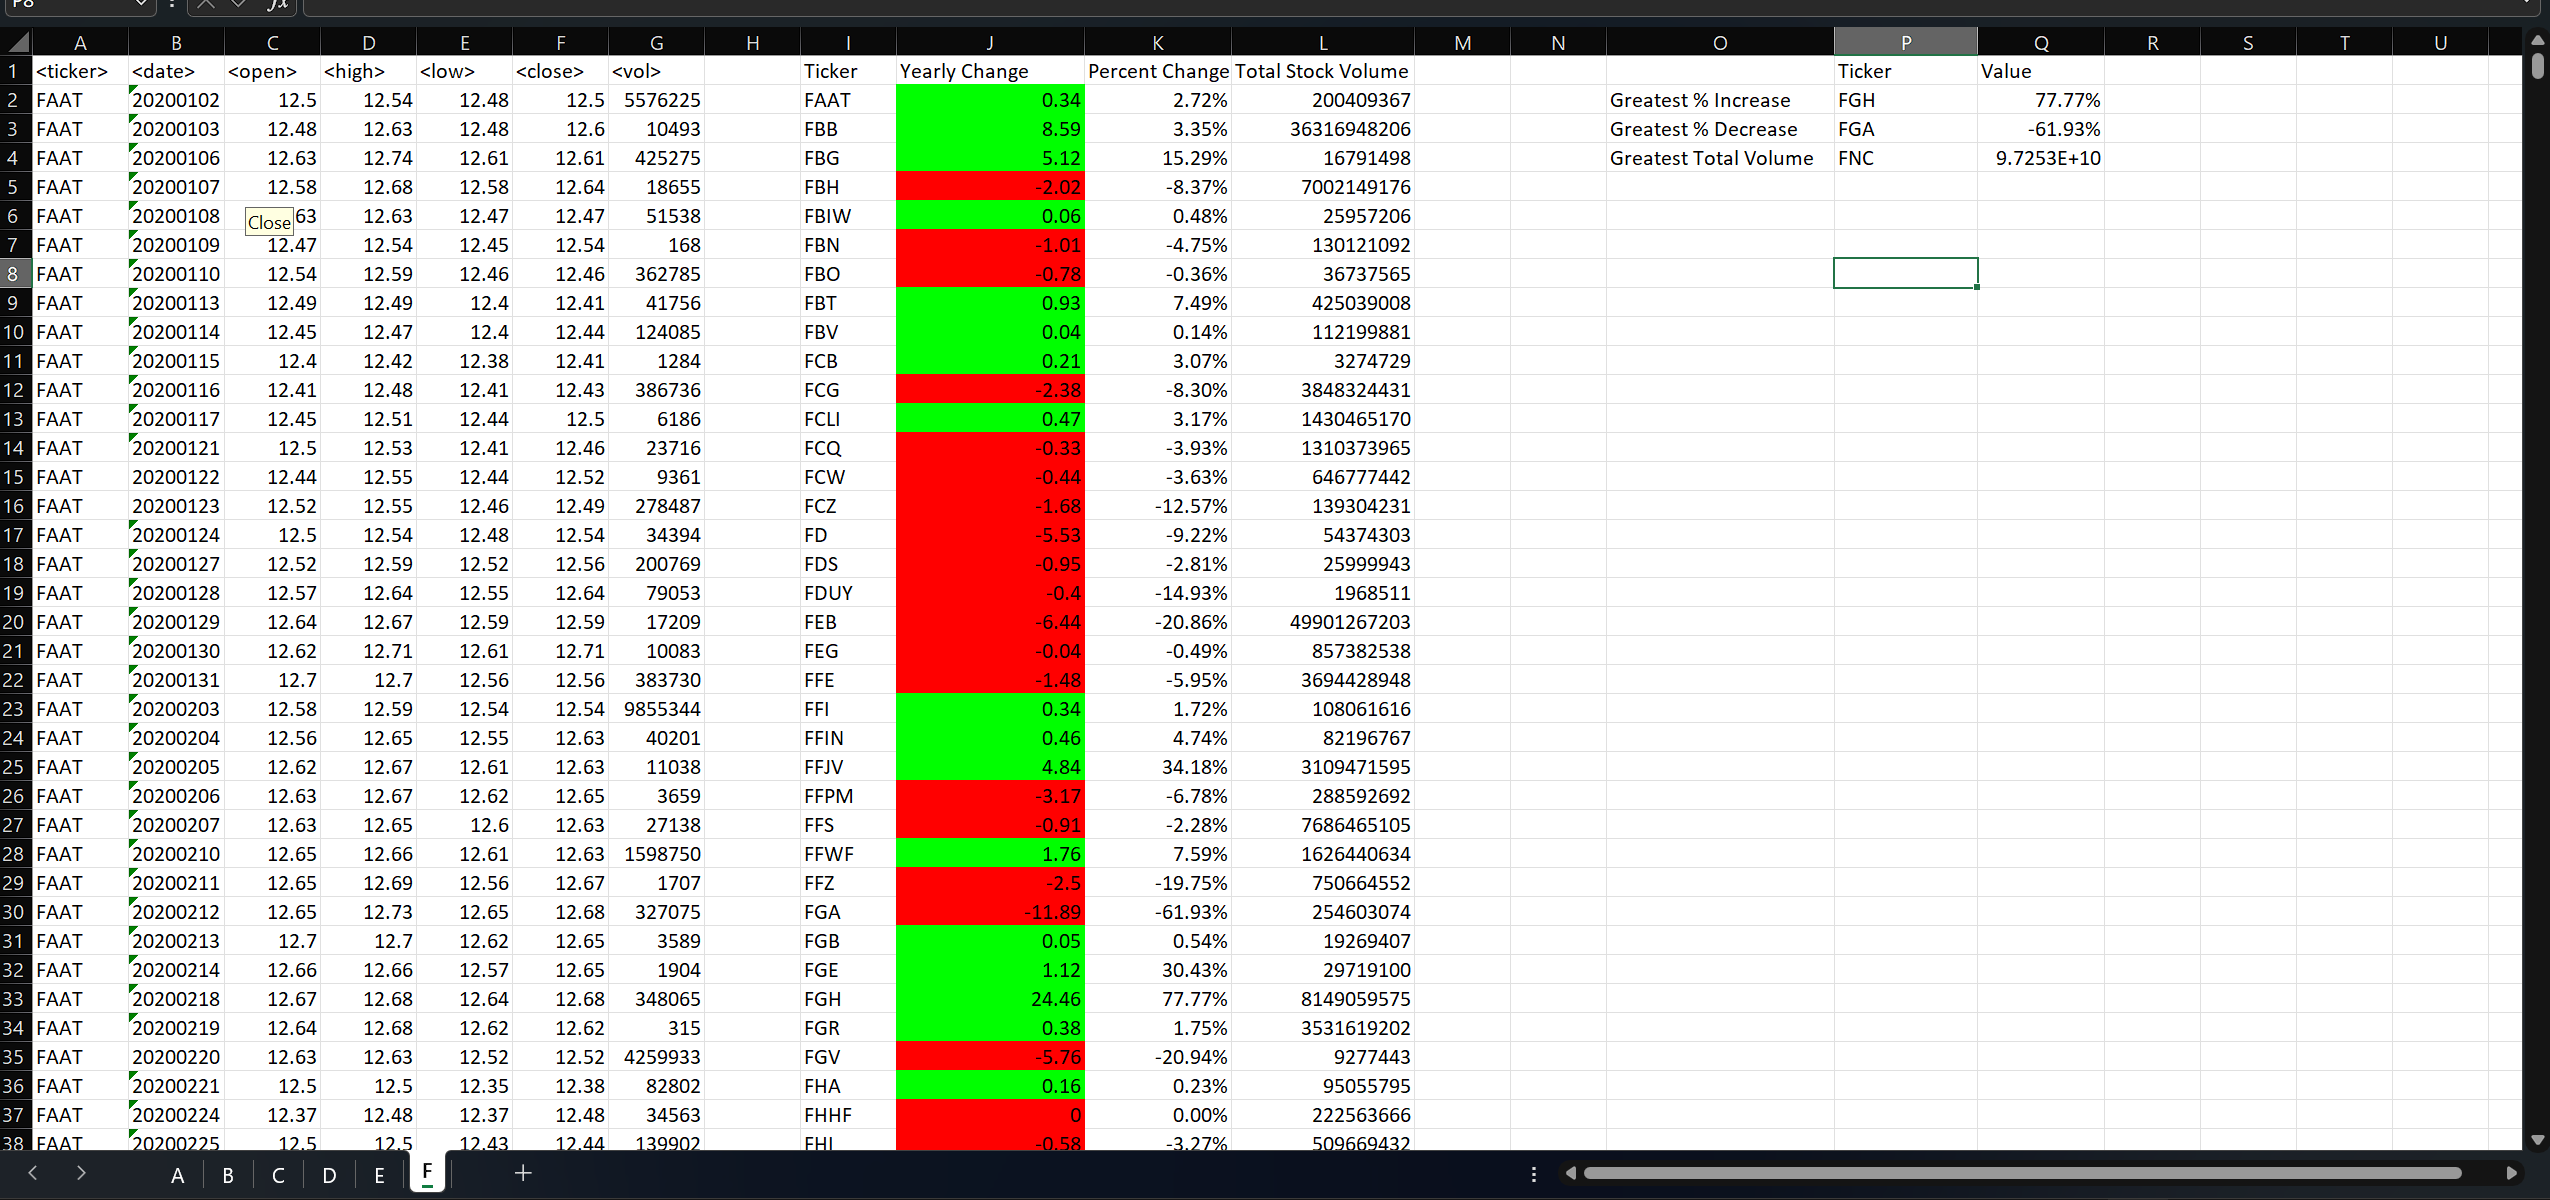 P8 fx
A B C D E F G H I J K L M N O P Q R S T U
1 <ticker> <date> <open> <high> <low> <close> <vol> Ticker Yearly Change Percent Change Total Stock Volume Ticker Value
2 FAAT 20200102 12.5 12.54 12.48 12.5 5576225 FAAT 0.34 2.72% 200409367 Greatest % Increase FGH 77.77%
3 FAAT 20200103 12.48 12.63 12.48 12.6 10493 FBB 8.59 3.35% 36316948206 Greatest % Decrease FGA -61.93%
4 FAAT 20200106 12.63 12.74 12.61 12.61 425275 FBG 5.12 15.29% 16791498 Greatest Total Volume FNC 9.7253E+10
5 FAAT 20200107 12.58 12.68 12.58 12.64 18655 FBH -2.02 -8.37% 7002149176
6 FAAT 20200108 63 12.63 12.47 12.47 51538 FBIW 0.06 0.48% 25957206
Close
7 FAAT 20200109 12.47 12.54 12.45 12.54 168 FBN -1.01 -4.75% 130121092
8 FAAT 20200110 12.54 12.59 12.46 12.46 362785 FBO -0.78 -0.36% 36737565
9 FAAT 20200113 12.49 12.49 12.4 12.41 41756 FBT 0.93 7.49% 425039008
10 FAAT 20200114 12.45 12.47 12.4 12.44 124085 FBV 0.04 0.14% 112199881
11 FAAT 20200115 12.4 12.42 12.38 12.41 1284 FCB 0.21 3.07% 3274729
12 FAAT 20200116 12.41 12.48 12.41 12.43 386736 FCG -2.38 -8.30% 3848324431
13 FAAT 20200117 12.45 12.51 12.44 12.5 6186 FCLI 0.47 3.17% 1430465170
14 FAAT 20200121 12.5 12.53 12.41 12.46 23716 FCQ -0.33 -3.93% 1310373965
15 FAAT 20200122 12.44 12.55 12.44 12.52 9361 FCW -0.44 -3.63% 646777442
16 FAAT 20200123 12.52 12.55 12.46 12.49 278487 FCZ -1.68 -12.57% 139304231
17 FAAT 20200124 12.5 12.54 12.48 12.54 34394 FD -5.53 -9.22% 54374303
18 FAAT 20200127 12.52 12.59 12.52 12.56 200769 FDS -0.95 -2.81% 25999943
19 FAAT 20200128 12.57 12.64 12.55 12.64 79053 FDUY -0.4 -14.93% 1968511
20 FAAT 20200129 12.64 12.67 12.59 12.59 17209 FEB -6.44 -20.86% 49901267203
21 FAAT 20200130 12.62 12.71 12.61 12.71 10083 FEG -0.04 -0.49% 857382538
22 FAAT 20200131 12.7 12.7 12.56 12.56 383730 FFE -1.48 -5.95% 3694428948
23 FAAT 20200203 12.58 12.59 12.54 12.54 9855344 FFI 0.34 1.72% 108061616
24 FAAT 20200204 12.56 12.65 12.55 12.63 40201 FFIN 0.46 4.74% 82196767
25 FAAT 20200205 12.62 12.67 12.61 12.63 11038 FFJV 4.84 34.18% 3109471595
26 FAAT 20200206 12.63 12.67 12.62 12.65 3659 FFPM -3.17 -6.78% 288592692
27 FAAT 20200207 12.63 12.65 12.6 12.63 27138 FFS -0.91 -2.28% 7686465105
28 FAAT 20200210 12.65 12.66 12.61 12.63 1598750 FFWF 1.76 7.59% 1626440634
29 FAAT 20200211 12.65 12.69 12.56 12.67 1707 FFZ -2.5 -19.75% 750664552
30 FAAT 20200212 12.65 12.73 12.65 12.68 327075 FGA -11.89 -61.93% 254603074
31 FAAT 20200213 12.7 12.7 12.62 12.65 3589 FGB 0.05 0.54% 19269407
32 FAAT 20200214 12.66 12.66 12.57 12.65 1904 FGE 1.12 30.43% 29719100
33 FAAT 20200218 12.67 12.68 12.64 12.68 348065 FGH 24.46 77.77% 8149059575
34 FAAT 20200219 12.64 12.68 12.62 12.62 315 FGR 0.38 1.75% 3531619202
35 FAAT 20200220 12.63 12.63 12.52 12.52 4259933 FGV -5.76 -20.94% 9277443
36 FAAT 20200221 12.5 12.5 12.35 12.38 82802 FHA 0.16 0.23% 95055795
37 FAAT 20200224 12.37 12.48 12.37 12.48 34563 FHHF 0 0.00% 222563666
38 FAAT 20200225 12.5 12.5 12.43 12.44 139902 FHI -0.58 -3.27% 509669432
A B C D E F +